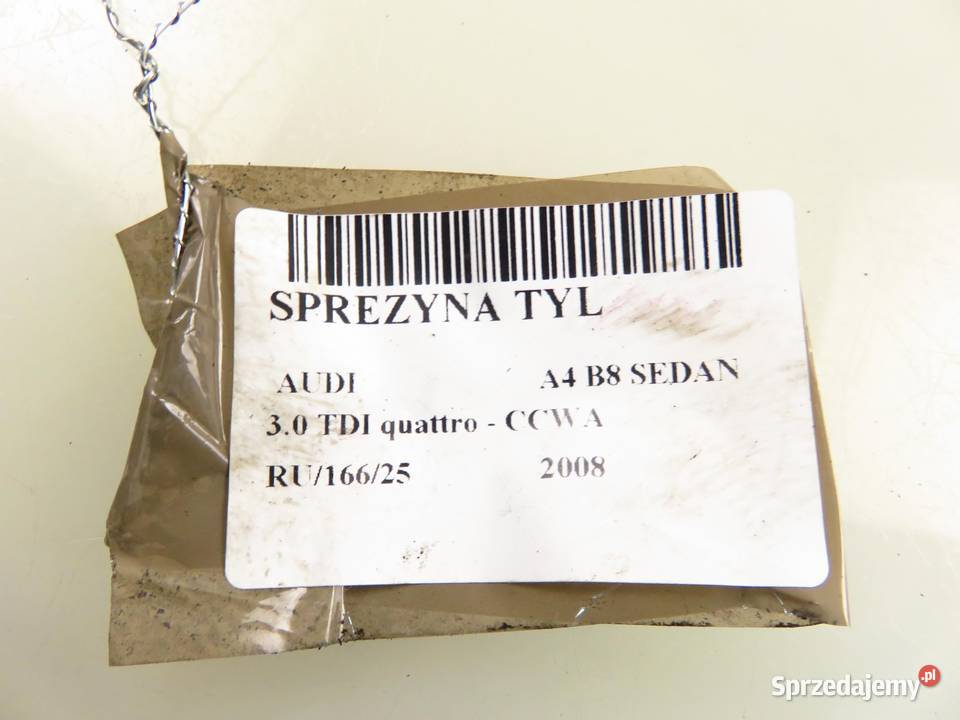 SPREZYNA TYL
AUDI A4 B8 SEDAN
3.0 TDI quattro - CCWA
RU/166/25 2008
Sprzedajemy.pl